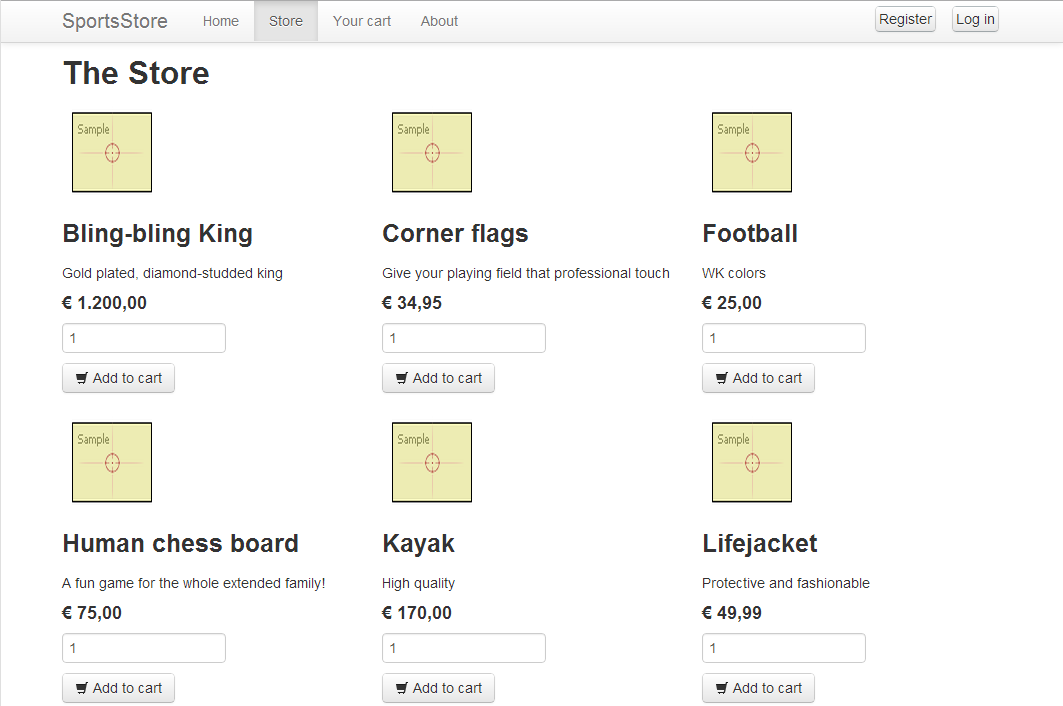 SportsStore Home Store Your cart About Register Log in
The Store
Sample Sample Sample
Bling-bling King Corner flags Football
Gold plated, diamond-studded king Give your playing field that professional touch WK colors
€ 1.200,00 € 34,95 € 25,00
1 1 1
Add to cart Add to cart Add to cart
Sample Sample Sample
Human chess board Kayak Lifejacket
A fun game for the whole extended family! High quality Protective and fashionable
€ 75,00 € 170,00 € 49,99
1 1 1
Add to cart Add to cart Add to cart